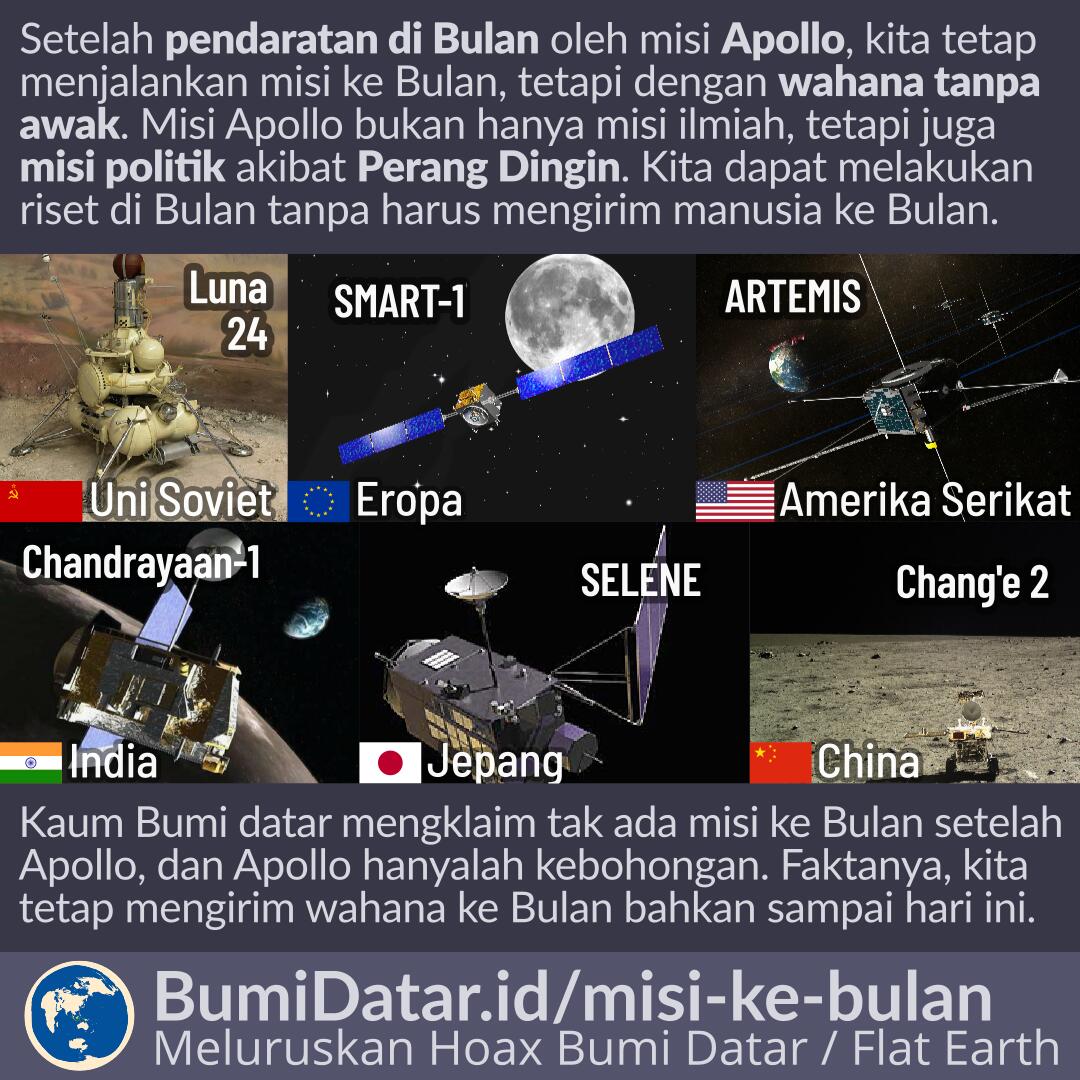 Setelah pendaratan di Bulan oleh misi Apollo, kita tetap
menjalankan misi ke Bulan, tetapi dengan wahana tanpa
awak. Misi Apollo bukan hanya misi ilmiah, tetapi juga
misi politik akibat Perang Dingin. Kita dapat melakukan
riset di Bulan tanpa harus mengirim manusia ke Bulan.
Luna
24
Uni Soviet
SMART-1
Eropa
ARTEMIS
Amerika Serikat
Chandrayaan-1
India
SELENE
Jepang
Chang'e 2
China
Kaum Bumi datar mengklaim tak ada misi ke Bulan setelah
Apollo, dan Apollo hanyalah kebohongan. Faktanya, kita
tetap mengirim wahana ke Bulan bahkan sampai hari ini.
BumiDatar.id/misi-ke-bulan
Meluruskan Hoax Bumi Datar / Flat Earth